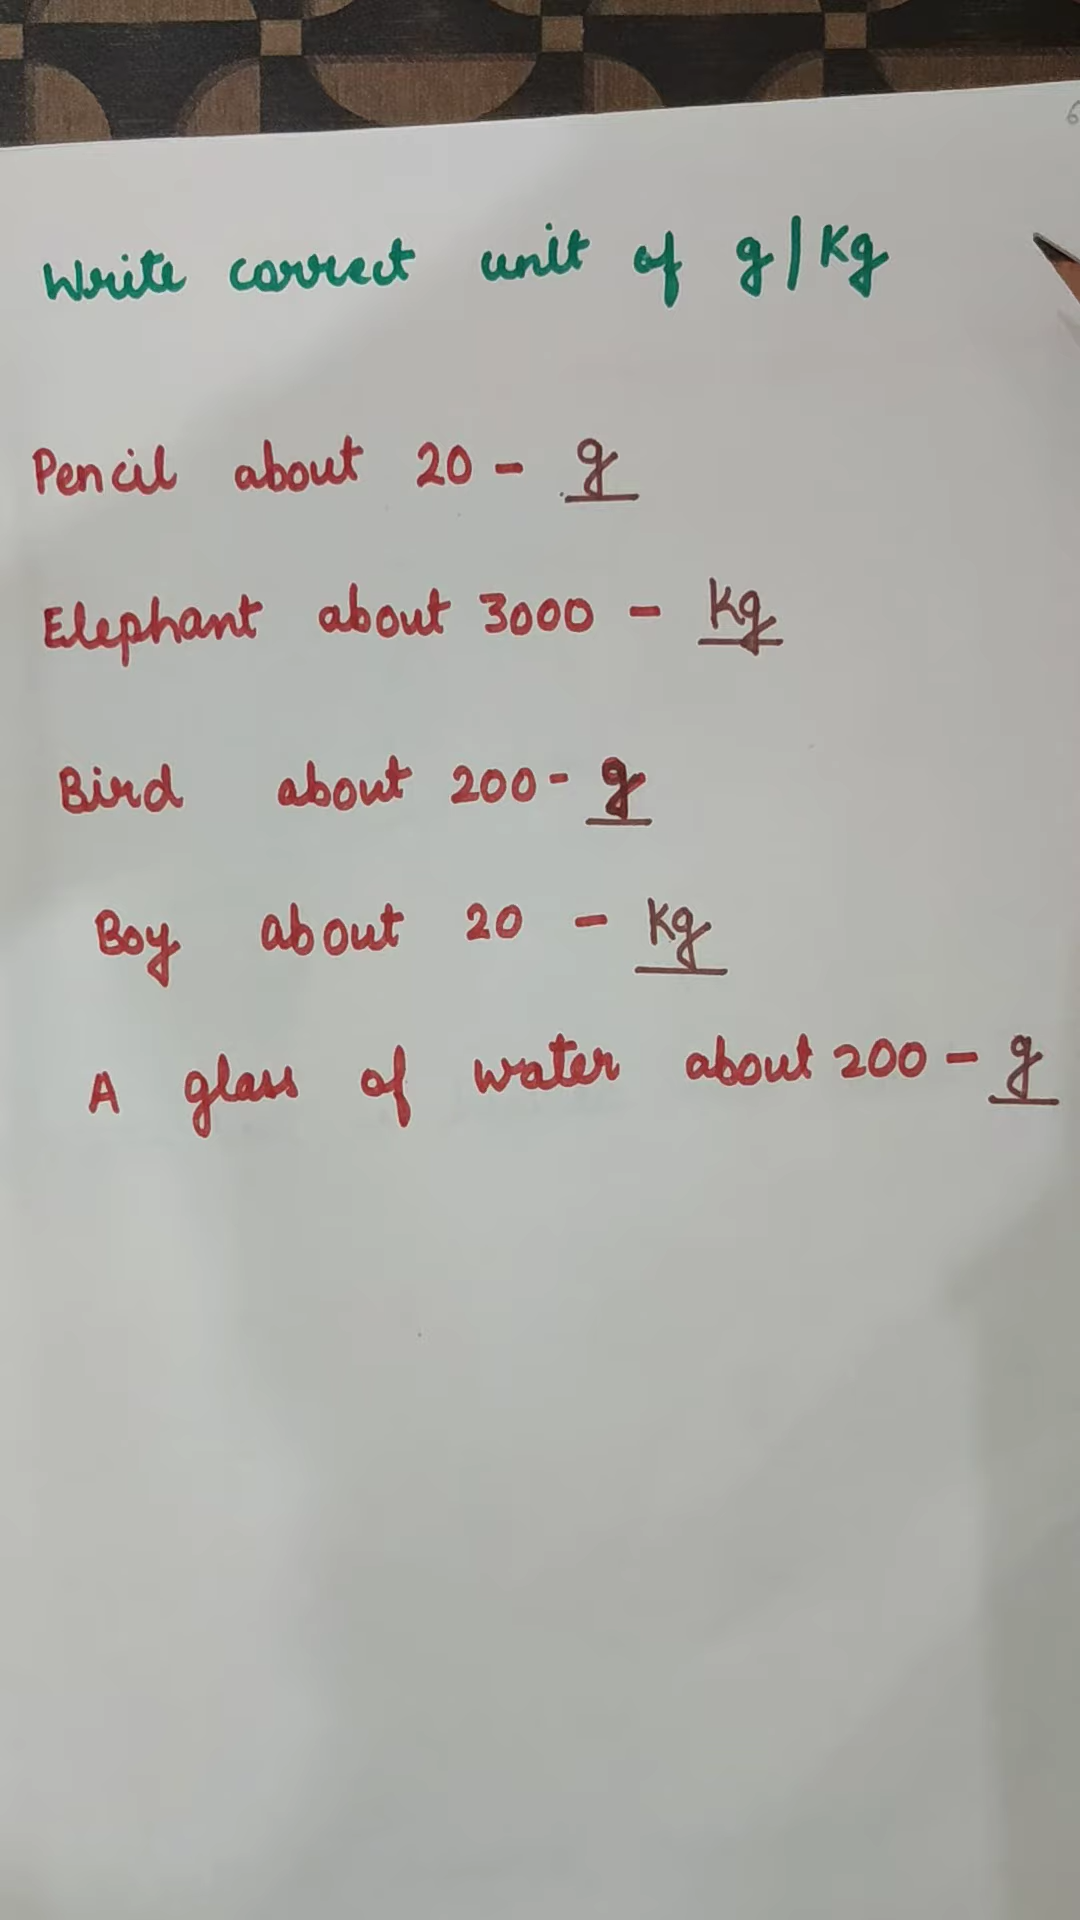 Write correct unit of g/Kg
Pencil about 20 - g
Elephant about 3000 - Kg
Bird about 200 - g
Boy about 20 - Kg
A glass of water about 200 - g